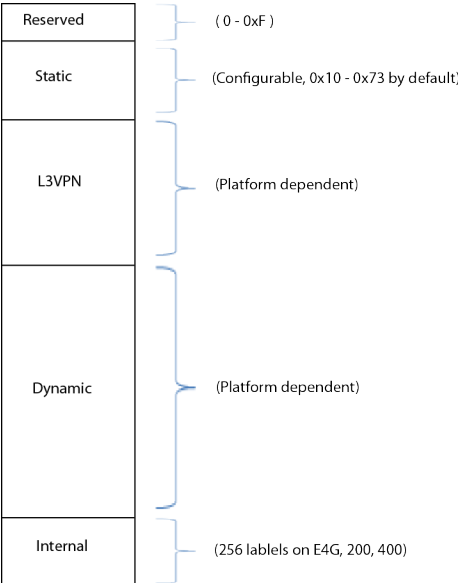 Reserved ( 0 - 0xF )
Static (Configurable, 0x10 - 0x73 by default)
L3VPN (Platform dependent)
Dynamic (Platform dependent)
Internal (256 lablels on E4G, 200, 400)